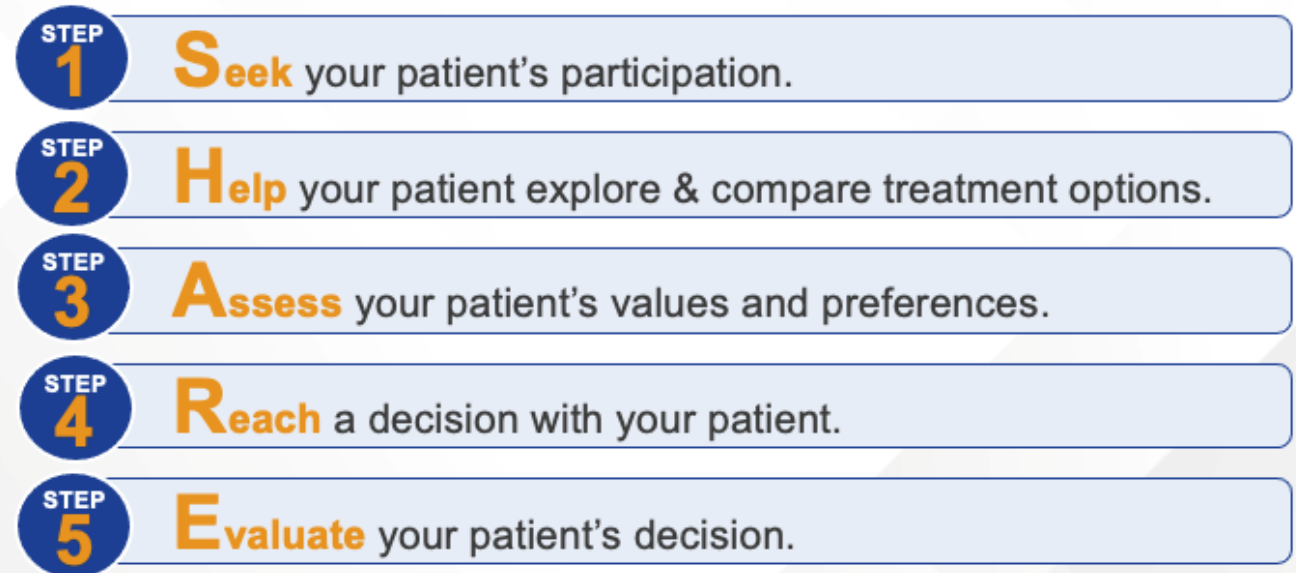 STEP
1
Seek your patient’s participation.
STEP
2
Help your patient explore & compare treatment options.
STEP
3
Assess your patient’s values and preferences.
STEP
4
Reach a decision with your patient.
STEP
5
Evaluate your patient’s decision.